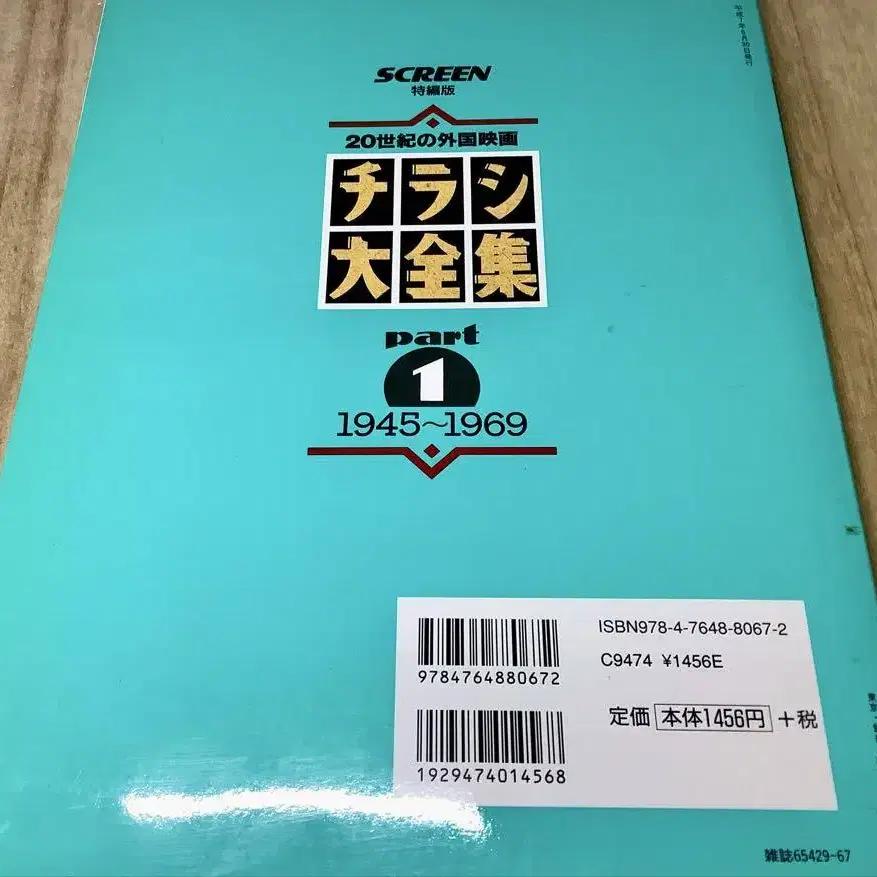 SCREEN
特編版
20世紀の外国映画
チラシ
大全集
part
1
1945~1969
ISBN978-4-7648-8067-2
C9474 ¥1456E
9784764880672
定価 本体1456円 +税
1929474014568
雑誌65429-67